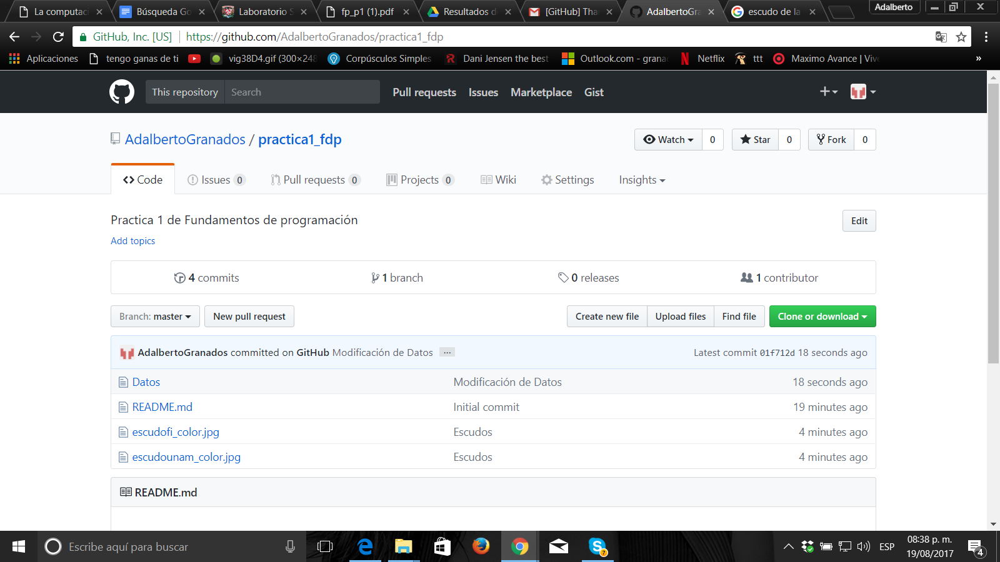 La computaci
Búsqueda Go
Laboratorio S
fp_p1 (1).pdf
Resultados d
[GitHub] Than
AdalbertoGra
escudo de la
Adalberto
GitHub, Inc. [US] https://github.com/AdalbertoGranados/practica1_fdp
Aplicaciones
tengo ganas de ti
vig38D4.gif (300×248
Corpúsculos Simples
Dani Jensen the best
Outlook.com - grana
Netflix
ttt
Maximo Avance | Vive
»
This repository Search Pull requests Issues Marketplace Gist
AdalbertoGranados / practica1_fdp
Watch 0 Star 0 Fork 0
Code Issues 0 Pull requests 0 Projects 0 Wiki Settings Insights
Practica 1 de Fundamentos de programación
Edit
Add topics
4 commits 1 branch 0 releases 1 contributor
Branch: master New pull request Create new file Upload files Find file Clone or download
AdalbertoGranados committed on GitHub Modificación de Datos ... Latest commit 01f712d 18 seconds ago
Datos Modificación de Datos 18 seconds ago
README.md Initial commit 19 minutes ago
escudofi_color.jpg Escudos 4 minutes ago
escudounam_color.jpg Escudos 4 minutes ago
README.md
Escribe aquí para buscar
7
ESP
08:38 p. m.
19/08/2017
4